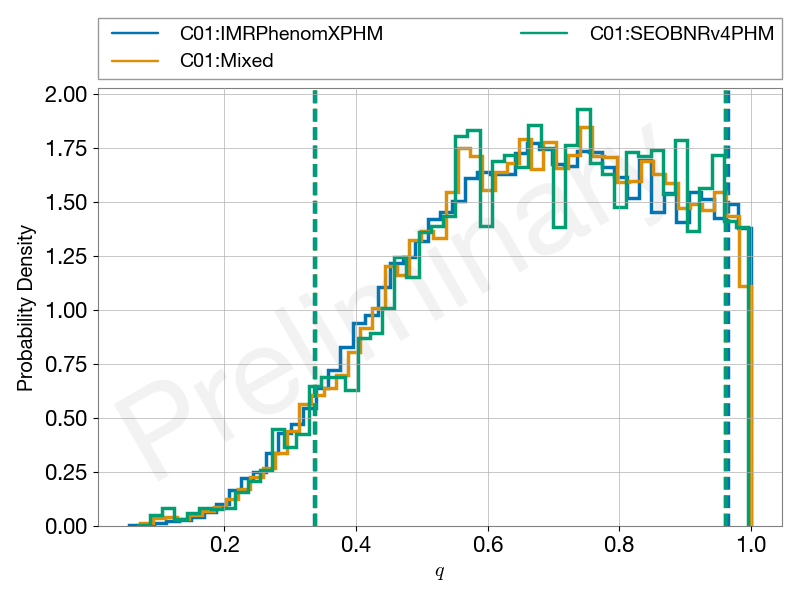 C01:IMRPhenomXPHM
C01:Mixed
C01:SEOBNRv4PHM
2.00
1.75
1.50
1.25
1.00
0.75
0.50
0.25
0.00
Probability Density
Preliminary
0.2 0.4 0.6 0.8 1.0
q